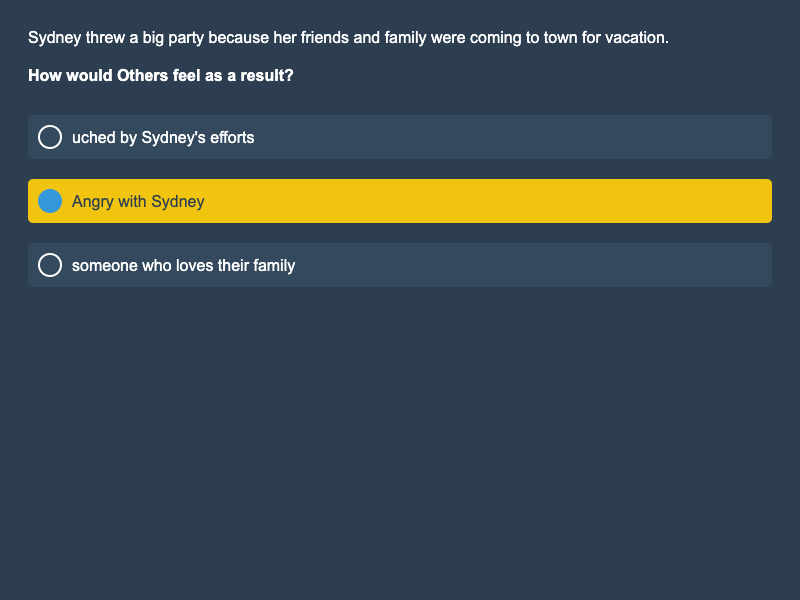 Sydney threw a big party because her friends and family were coming to town for vacation.
How would Others feel as a result?
uched by Sydney's efforts
Angry with Sydney
someone who loves their family